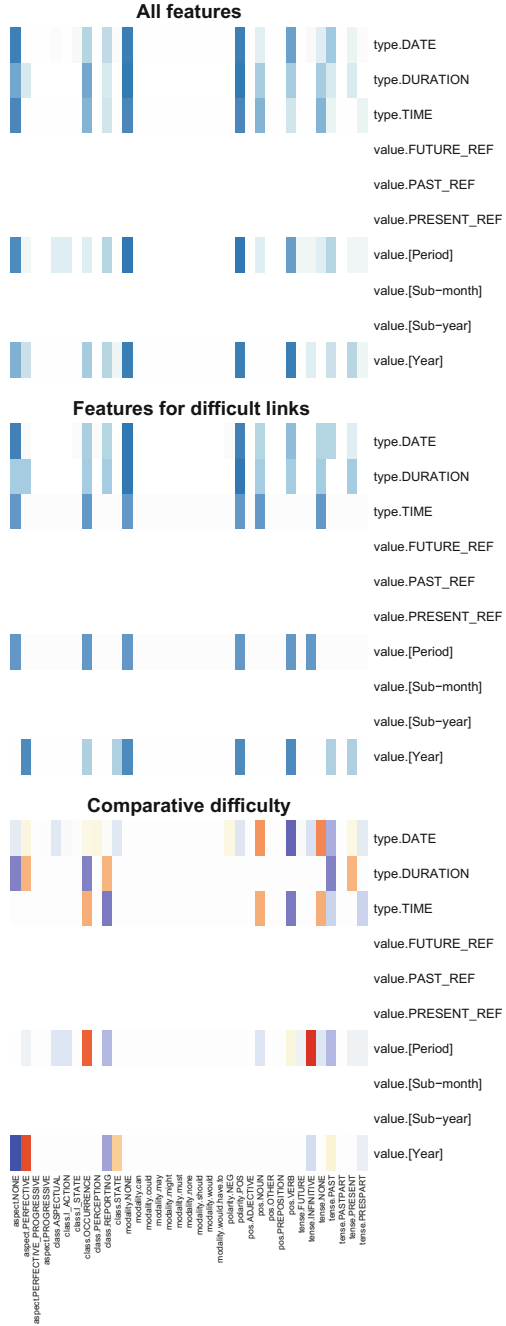 All features
type.DATE
type.DURATION
type.TIME
value.FUTURE_REF
value.PAST_REF
value.PRESENT_REF
value.[Period]
value.[Sub−month]
value.[Sub−year]
value.[Year]
Features for difficult links
type.DATE
type.DURATION
type.TIME
value.FUTURE_REF
value.PAST_REF
value.PRESENT_REF
value.[Period]
value.[Sub−month]
value.[Sub−year]
value.[Year]
Comparative difficulty
type.DATE
type.DURATION
type.TIME
value.FUTURE_REF
value.PAST_REF
value.PRESENT_REF
value.[Period]
value.[Sub−month]
value.[Sub−year]
value.[Year]
aspect.NONE
aspect.PERFECTIVE
aspect.PERFECTIVE_PROGRESSIVE
aspect.PROGRESSIVE
class.ASPECTUAL
class.I_ACTION
class.I_STATE
class.OCCURRENCE
class.PERCEPTION
class.REPORTING
class.STATE
modality.NONE
modality.can
modality.could
modality.may
modality.might
modality.must
modality.none
modality.should
modality.would
modality.would.have.to
polarity.NEG
polarity.POS
pos.ADJECTIVE
pos.NOUN
pos.OTHER
pos.PREPOSITION
pos.VERB
tense.FUTURE
tense.INFINITIVE
tense.NONE
tense.PAST
tense.PASTPART
tense.PRESENT
tense.PRESPART